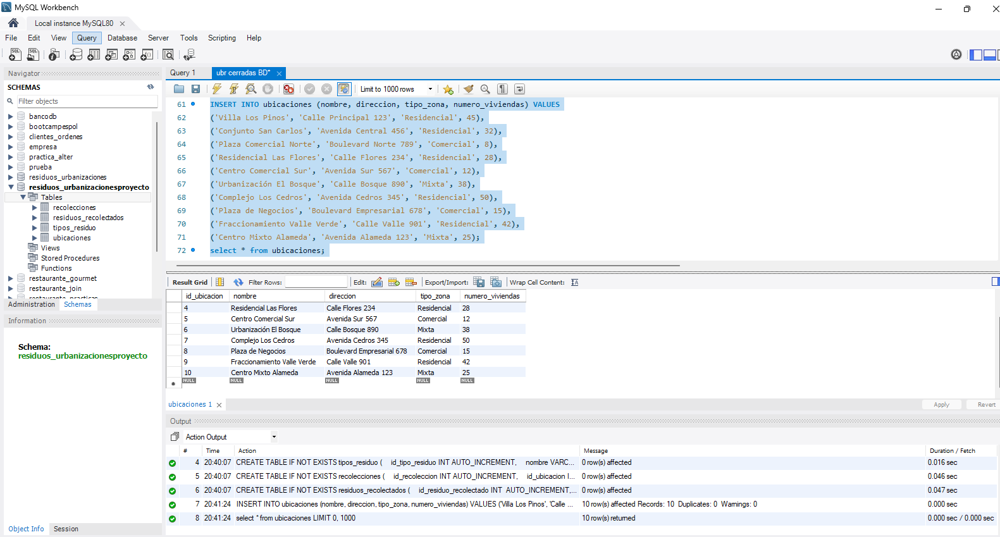 MySQL Workbench
Local instance MySQL80
File Edit View Query Database Server Tools Scripting Help
Navigator
SCHEMAS
Filter objects
bancodb
bootcampespol
clientes_ordenes
empresa
practica_alter
prueba
residuos_urbanizaciones
residuos_urbanizacionesproyecto
Tables
recolecciones
residuos_recolectados
tipos_residuo
ubicaciones
Views
Stored Procedures
Functions
restaurante_gourmet
restaurante_join
restaurante_practicas
Administration Schemas
Information
Schema:
residuos_urbanizacionesproyecto
Object Info Session
Query 1 ubr cerradas BD*
Limit to 1000 rows
61 INSERT INTO ubicaciones (nombre, direccion, tipo_zona, numero_viviendas) VALUES
62 ('Villa Los Pinos', 'Calle Principal 123', 'Residencial', 45),
63 ('Conjunto San Carlos', 'Avenida Central 456', 'Residencial', 32),
64 ('Plaza Comercial Norte', 'Boulevard Norte 789', 'Comercial', 8),
65 ('Residencial Las Flores', 'Calle Flores 234', 'Residencial', 28),
66 ('Centro Comercial Sur', 'Avenida Sur 567', 'Comercial', 12),
67 ('Urbanización El Bosque', 'Calle Bosque 890', 'Mixta', 38),
68 ('Complejo Los Cedros', 'Avenida Cedros 345', 'Residencial', 50),
69 ('Plaza de Negocios', 'Boulevard Empresarial 678', 'Comercial', 15),
70 ('Fraccionamiento Valle Verde', 'Calle Valle 901', 'Residencial', 42),
71 ('Centro Mixto Alameda', 'Avenida Alameda 123', 'Mixta', 25);
72 select * from ubicaciones;
Result Grid Filter Rows: Edit: Export/Import: Wrap Cell Content:
id_ubicacion nombre direccion tipo_zona numero_viviendas
4 Residencial Las Flores Calle Flores 234 Residencial 28
5 Centro Comercial Sur Avenida Sur 567 Comercial 12
6 Urbanización El Bosque Calle Bosque 890 Mixta 38
7 Complejo Los Cedros Avenida Cedros 345 Residencial 50
8 Plaza de Negocios Boulevard Empresarial 678 Comercial 15
9 Fraccionamiento Valle Verde Calle Valle 901 Residencial 42
10 Centro Mixto Alameda Avenida Alameda 123 Mixta 25
NULL NULL NULL NULL NULL
ubicaciones 1 Apply Revert
Output
Action Output
# Time Action Message Duration / Fetch
4 20:40:07 CREATE TABLE IF NOT EXISTS tipos_residuo ( id_tipo_residuo INT AUTO_INCREMENT, nombre VARC... 0 row(s) affected 0.016 sec
5 20:40:07 CREATE TABLE IF NOT EXISTS recolecciones ( id_recoleccion INT AUTO_INCREMENT, id_ubicacion I... 0 row(s) affected 0.046 sec
6 20:40:07 CREATE TABLE IF NOT EXISTS residuos_recolectados ( id_residuo_recolectado INT AUTO_INCREMENT,... 0 row(s) affected 0.047 sec
7 20:41:24 INSERT INTO ubicaciones (nombre, direccion, tipo_zona, numero_viviendas) VALUES ('Villa Los Pinos', 'Calle ... 10 row(s) affected Records: 10 Duplicates: 0 Warnings: 0 0.000 sec
8 20:41:24 select * from ubicaciones LIMIT 0, 1000 10 row(s) returned 0.000 sec / 0.000 sec